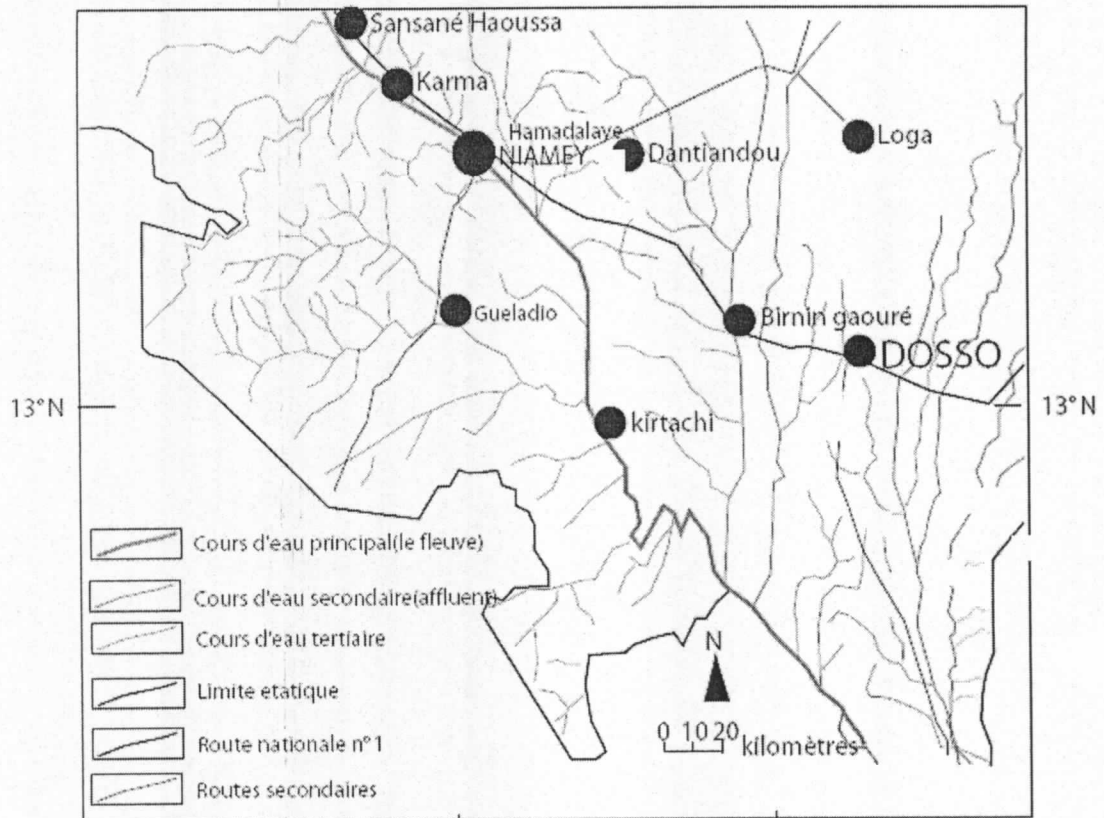 Sansané Haoussa
Karma
Hamadalaye
NIAMEY
Dantiandou
Loga
Gueladio
Birnin gaouré
DOSSO
13°N
13°N
kirtachi
Cours d'eau principal(le fleuve)
Cours d'eau secondaire(affluent)
Cours d'eau tertiaire
Limite etatique
Route nationale n°1
Routes secondaires
N
0 10 20
kilomètres